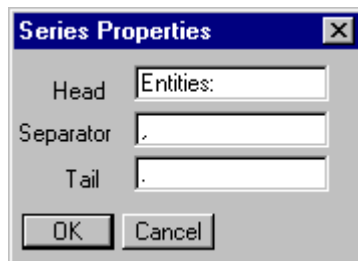 Series Properties
Head Entities:
Separator ,
Tail .
OK Cancel